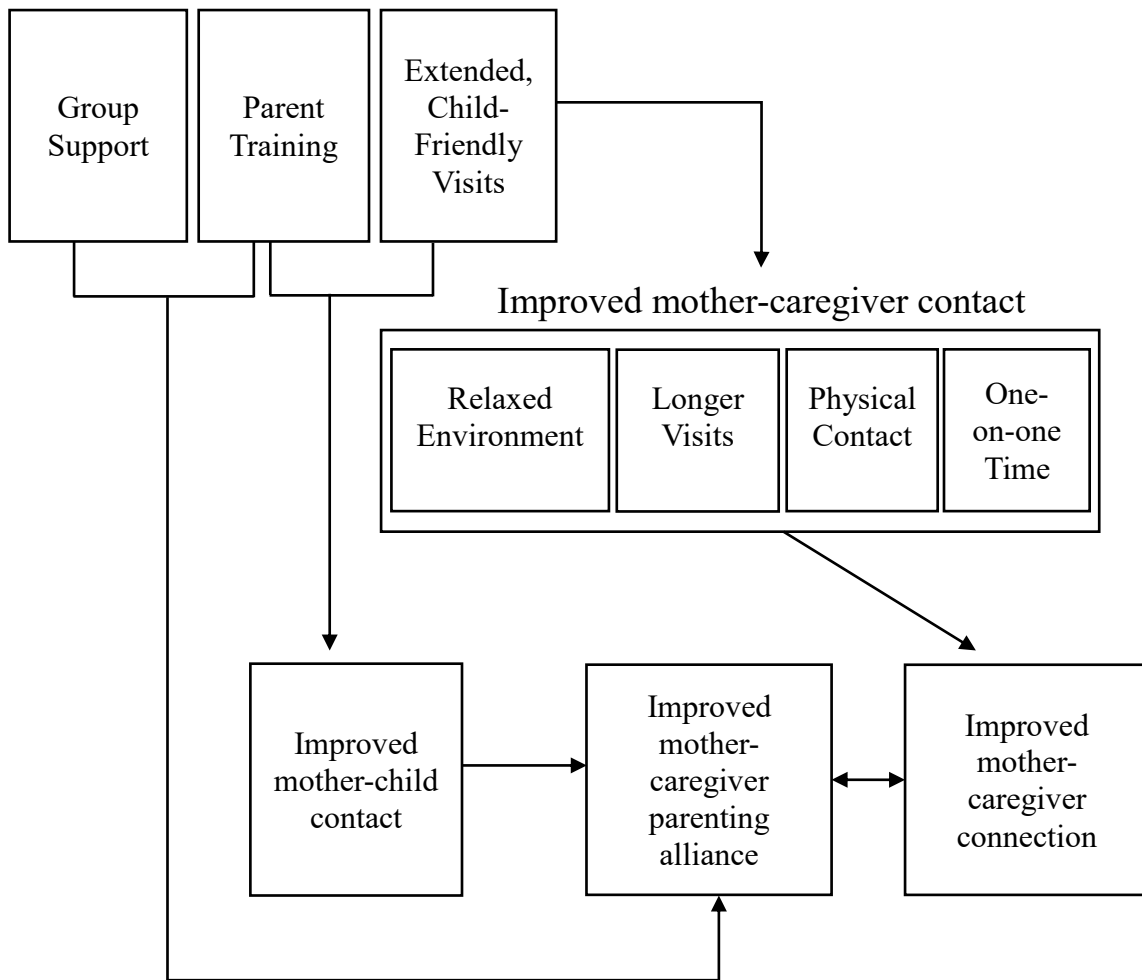 Group
Support
Parent
Training
Extended,
Child-
Friendly
Visits
Improved mother-caregiver contact
Relaxed
Environment
Longer
Visits
Physical
Contact
One-
on-one
Time
Improved
mother-child
contact
Improved
mother-
caregiver
parenting
alliance
Improved
mother-
caregiver
connection